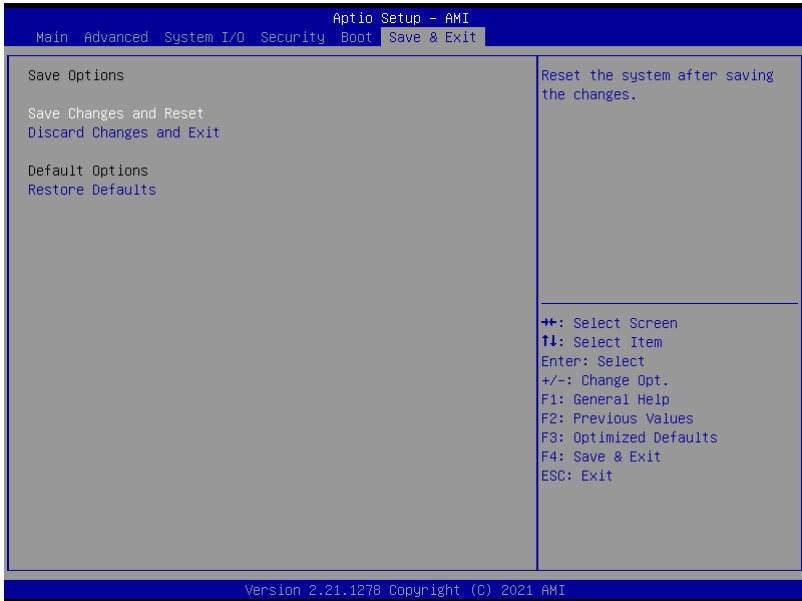 Aptio Setup – AMI
Main Advanced System I/O Security Boot Save & Exit
Save Options
Save Changes and Reset
Discard Changes and Exit
Default Options
Restore Defaults
Reset the system after saving
the changes.
→←: Select Screen
↑↓: Select Item
Enter: Select
+/-: Change Opt.
F1: General Help
F2: Previous Values
F3: Optimized Defaults
F4: Save & Exit
ESC: Exit
Version 2.21.1278 Copyright (C) 2021 AMI